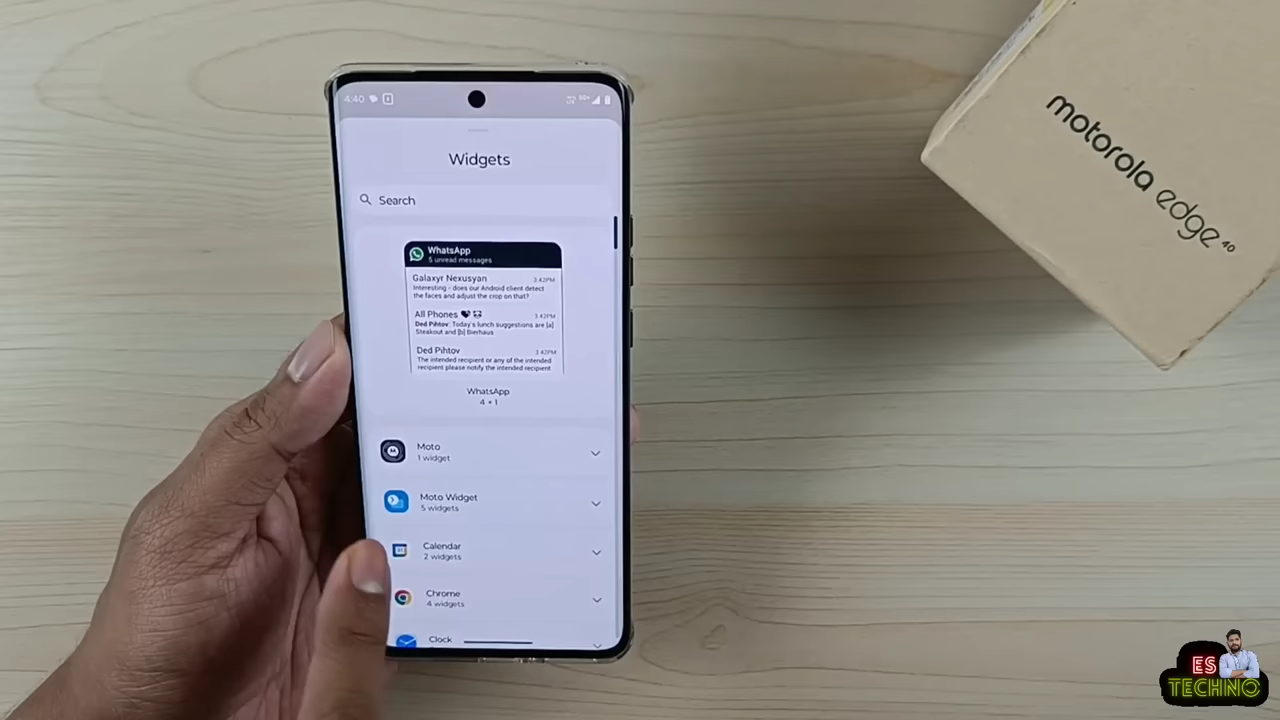 4:40
Widgets
Search
WhatsApp
5 unread messages
Galaxyr Nexusyan 3:42PM
Interesting - does our Android client detect
the faces and adjust the crop on that?
All Phones 3:42PM
Ded Pihtov: Today's lunch suggestions are [a]
Steakout and [b] Bierhaus
Ded Pihtov 3:42PM
The intended recipient or any of the intended
recipient please notify the intended recipient
WhatsApp
4 × 1
Moto
1 widget
Moto Widget
5 widgets
Calendar
2 widgets
Chrome
4 widgets
Clock
motorola edge 40
ES
TECHNO